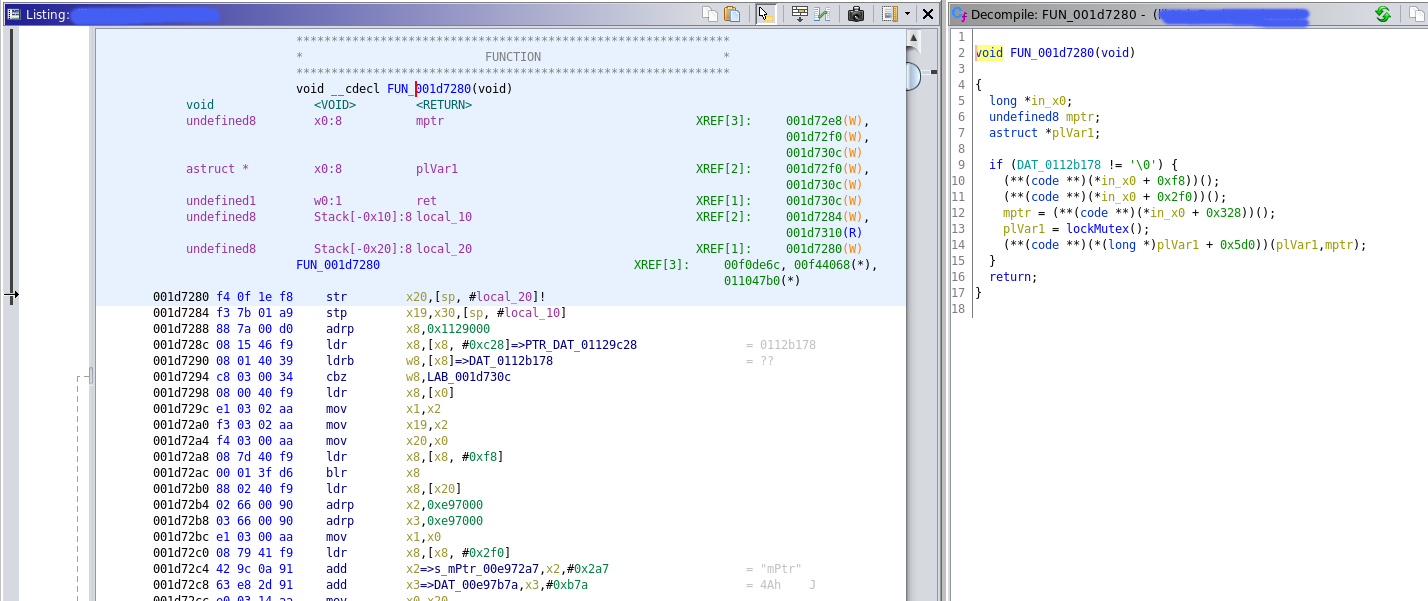 Listing:
**************************************************************
* FUNCTION *
**************************************************************
void __cdecl FUN_001d7280(void)
void <VOID> <RETURN>
undefined8 x0:8 mptr XREF[3]: 001d72e8(W),
001d72f0(W),
001d730c(W)
astruct * x0:8 plVar1 XREF[2]: 001d72f0(W),
001d730c(W)
undefined1 w0:1 ret XREF[1]: 001d730c(W)
undefined8 Stack[-0x10]:8 local_10 XREF[2]: 001d7284(W),
001d7310(R)
undefined8 Stack[-0x20]:8 local_20 XREF[1]: 001d7280(W)
FUN_001d7280 XREF[3]: 00f0de6c, 00f44068(*),
011047b0(*)
001d7280 f4 0f 1e f8 str x20,[sp, #local_20]!
001d7284 f3 7b 01 a9 stp x19,x30,[sp, #local_10]
001d7288 88 7a 00 d0 adrp x8,0x1129000
001d728c 08 15 46 f9 ldr x8,[x8, #0xc28]=>PTR_DAT_01129c28 = 0112b178
001d7290 08 01 40 39 ldrb w8,[x8]=>DAT_0112b178 = ??
001d7294 c8 03 00 34 cbz w8,LAB_001d730c
001d7298 08 00 40 f9 ldr x8,[x0]
001d729c e1 03 02 aa mov x1,x2
001d72a0 f3 03 02 aa mov x19,x2
001d72a4 f4 03 00 aa mov x20,x0
001d72a8 08 7d 40 f9 ldr x8,[x8, #0xf8]
001d72ac 00 01 3f d6 blr x8
001d72b0 88 02 40 f9 ldr x8,[x20]
001d72b4 02 66 00 90 adrp x2,0xe97000
001d72b8 03 66 00 90 adrp x3,0xe97000
001d72bc e1 03 00 aa mov x1,x0
001d72c0 08 79 41 f9 ldr x8,[x8, #0x2f0]
001d72c4 42 9c 0a 91 add x2=>s_mPtr_00e972a7,x2,#0x2a7 = "mPtr"
001d72c8 63 e8 2d 91 add x3=>DAT_00e97b7a,x3,#0xb7a = 4Ah J
001d72cc e0 03 14 aa mov x0,x20
Decompile: FUN_001d7280 - (
1
2 void FUN_001d7280(void)
3
4 {
5 long *in_x0;
6 undefined8 mptr;
7 astruct *plVar1;
8
9 if (DAT_0112b178 != '\0') {
10 (**(code **)(*in_x0 + 0xf8))();
11 (**(code **)(*in_x0 + 0x2f0))();
12 mptr = (**(code **)(*in_x0 + 0x328))();
13 plVar1 = lockMutex();
14 (**(code **)(*(long *)plVar1 + 0x5d0))(plVar1,mptr);
15 }
16 return;
17 }
18